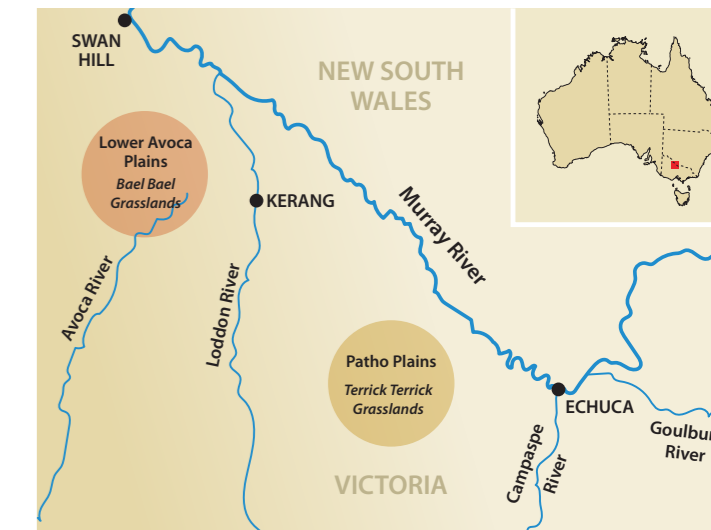 SWAN
HILL
NEW SOUTH
WALES
Lower Avoca
Plains
Bael Bael
Grasslands
KERANG
Murray River
Avoca River
Loddon River
Patho Plains
Terrick Terrick
Grasslands
ECHUCA
Goulbu
River
Campaspe
River
VICTORIA